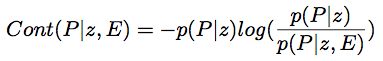 Cont(P|z, E) = −p(P|z)log(p(P|z)/p(P|z, E))